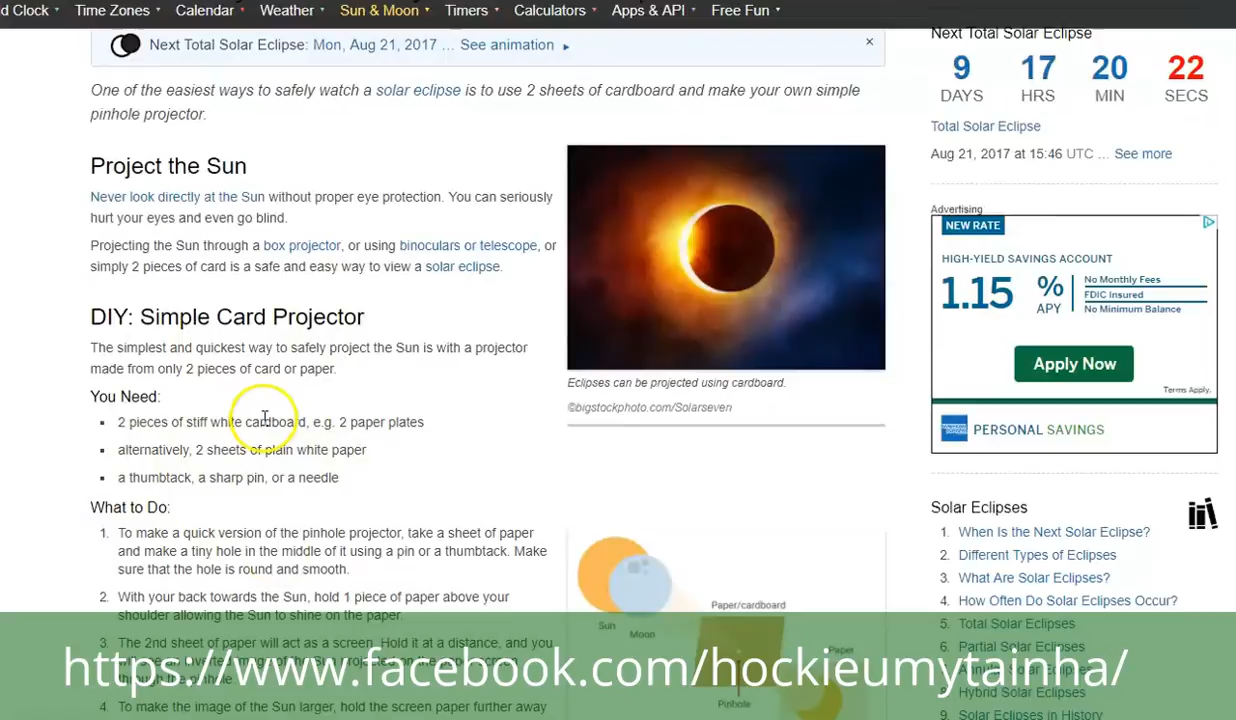 d Clock
Time Zones
Calendar
Weather
Sun & Moon
Timers
Calculators
Apps & API
Free Fun
Next Total Solar Eclipse: Mon, Aug 21, 2017 ... See animation
×
One of the easiest ways to safely watch a solar eclipse is to use 2 sheets of cardboard and make your own simple
pinhole projector.
Project the Sun
Never look directly at the Sun without proper eye protection. You can seriously
hurt your eyes and even go blind.
Projecting the Sun through a box projector, or using binoculars or telescope, or
simply 2 pieces of card is a safe and easy way to view a solar eclipse.
Eclipses can be projected using cardboard.
©bigstockphoto.com/Solarseven
DIY: Simple Card Projector
The simplest and quickest way to safely project the Sun is with a projector
made from only 2 pieces of card or paper.
You Need:
2 pieces of stiff white cardboard, e.g. 2 paper plates
alternatively, 2 sheets of plain white paper
a thumbtack, a sharp pin, or a needle
What to Do:
1. To make a quick version of the pinhole projector, take a sheet of paper
and make a tiny hole in the middle of it using a pin or a thumbtack. Make
sure that the hole is round and smooth.
2. With your back towards the Sun, hold 1 piece of paper above your
shoulder allowing the Sun to shine on the paper.
3. The 2nd sheet of paper will act as a screen. Hold it at a distance, and you
4. To make the image of the Sun larger, hold the screen paper further away
Sun
Moon
Paper/cardboard
Paper
Pinhole
Next Total Solar Eclipse
9 17 20 22
DAYS HRS MIN SECS
Total Solar Eclipse
Aug 21, 2017 at 15:46 UTC ... See more
Advertising
NEW RATE
HIGH-YIELD SAVINGS ACCOUNT
1.15 % APY
No Monthly Fees
FDIC Insured
No Minimum Balance
Apply Now
Terms Apply.
AMERICAN EXPRESS
PERSONAL SAVINGS
Solar Eclipses
1. When Is the Next Solar Eclipse?
2. Different Types of Eclipses
3. What Are Solar Eclipses?
4. How Often Do Solar Eclipses Occur?
5. Total Solar Eclipses
6. Partial Solar Eclipses
8. Hybrid Solar Eclipses
9. Solar Eclipses in History
https://www.facebook.com/hockieumytainha/